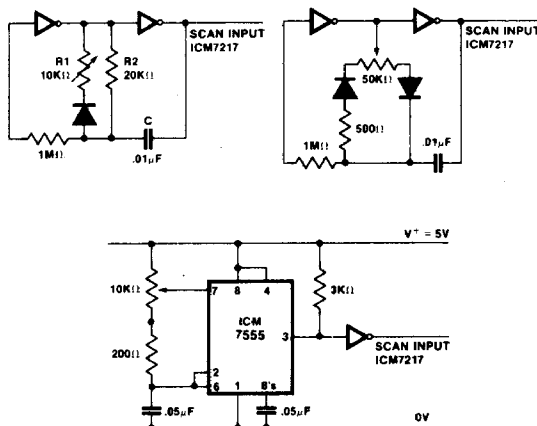 SCAN INPUT
ICM7217
R1
10KΩ
R2
20KΩ
C
.01μF
1MΩ
SCAN INPUT
ICM7217
50KΩ
500Ω
1MΩ
.01μF
V+ = 5V
10KΩ
7
8
4
3KΩ
ICM
7555
3
200Ω
2
6
1
8's
SCAN INPUT
ICM7217
.05μF
.05μF
0V